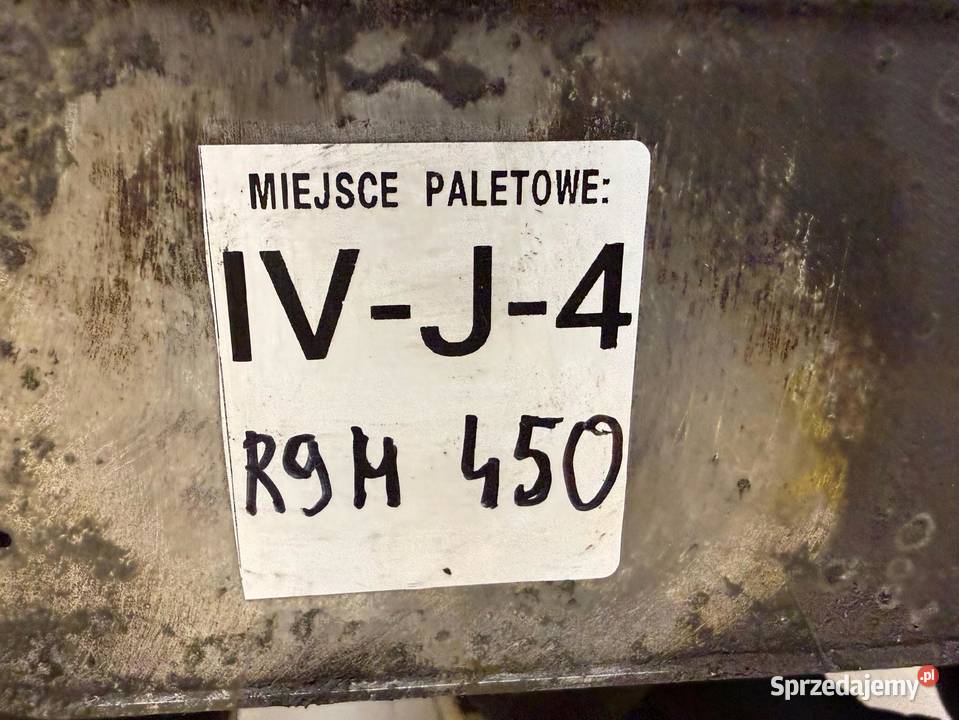 MIEJSCE PALETOWE:
IV-J-4
R9M 450
Sprzedajemy.pl